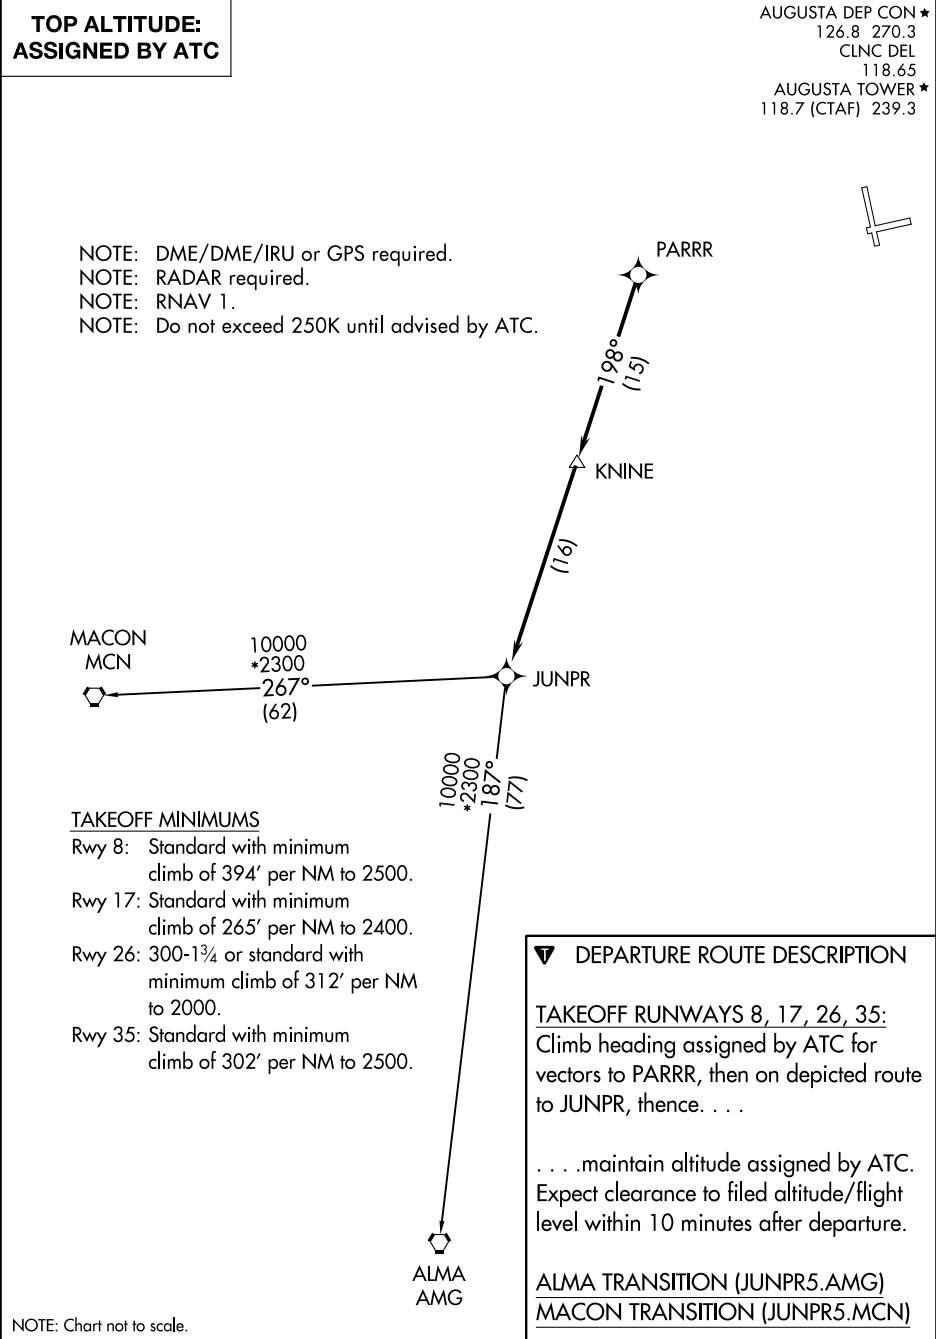 TOP ALTITUDE:
ASSIGNED BY ATC
AUGUSTA DEP CON ★
126.8 270.3
CLNC DEL
118.65
AUGUSTA TOWER ★
118.7 (CTAF) 239.3
NOTE: DME/DME/IRU or GPS required.
NOTE: RADAR required.
NOTE: RNAV 1.
NOTE: Do not exceed 250K until advised by ATC.
PARRR
198°
(15)
KNINE
(16)
MACON
MCN
10000
*2300
267°
(62)
JUNPR
10000
*2300
187°
(77)
TAKEOFF MINIMUMS
Rwy 8: Standard with minimum
climb of 394' per NM to 2500.
Rwy 17: Standard with minimum
climb of 265' per NM to 2400.
Rwy 26: 300-1¾ or standard with
minimum climb of 312' per NM
to 2000.
Rwy 35: Standard with minimum
climb of 302' per NM to 2500.
ALMA
AMG
NOTE: Chart not to scale.
T DEPARTURE ROUTE DESCRIPTION
TAKEOFF RUNWAYS 8, 17, 26, 35:
Climb heading assigned by ATC for
vectors to PARRR, then on depicted route
to JUNPR, thence. . . .
. . . .maintain altitude assigned by ATC.
Expect clearance to filed altitude/flight
level within 10 minutes after departure.
ALMA TRANSITION (JUNPR5.AMG)
MACON TRANSITION (JUNPR5.MCN)